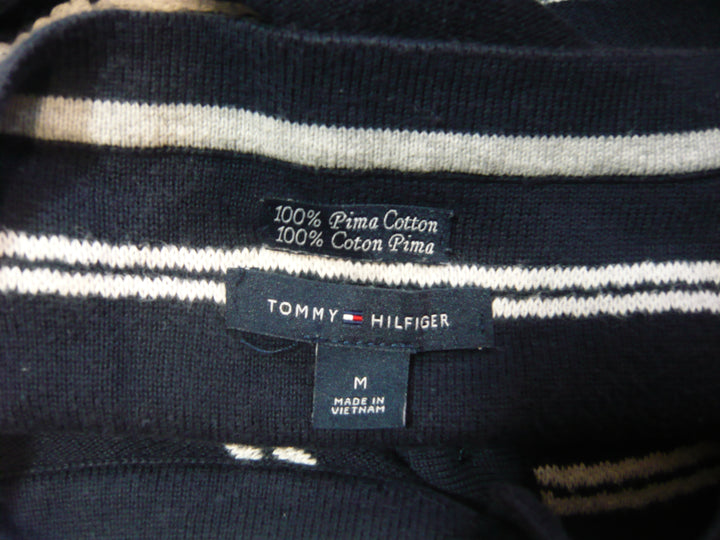 100% Pima Cotton
100% Coton Pima
TOMMY HILFIGER
M
MADE IN
VIETNAM